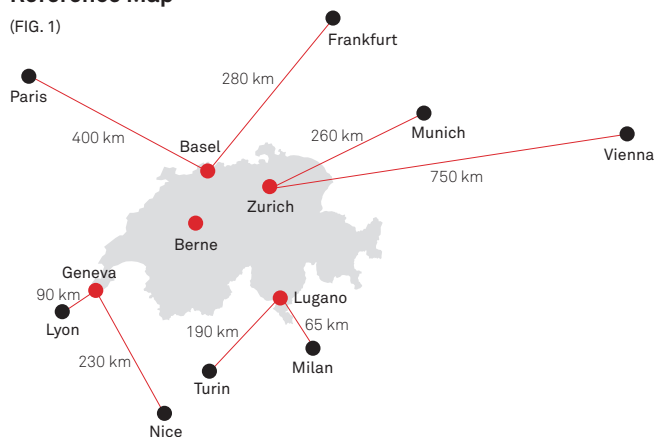 Reference Map
(FIG. 1)
Frankfurt
280 km
Paris
400 km
Basel
260 km
Munich
Vienna
750 km
Zurich
Berne
Geneva
90 km
Lugano
Lyon
190 km
65 km
230 km
Milan
Turin
Nice